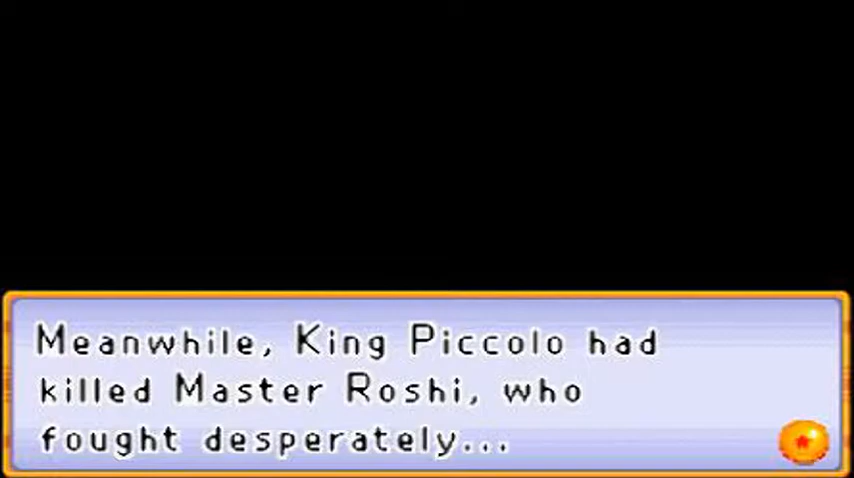 Meanwhile, King Piccolo had
killed Master Roshi, who
fought desperately...